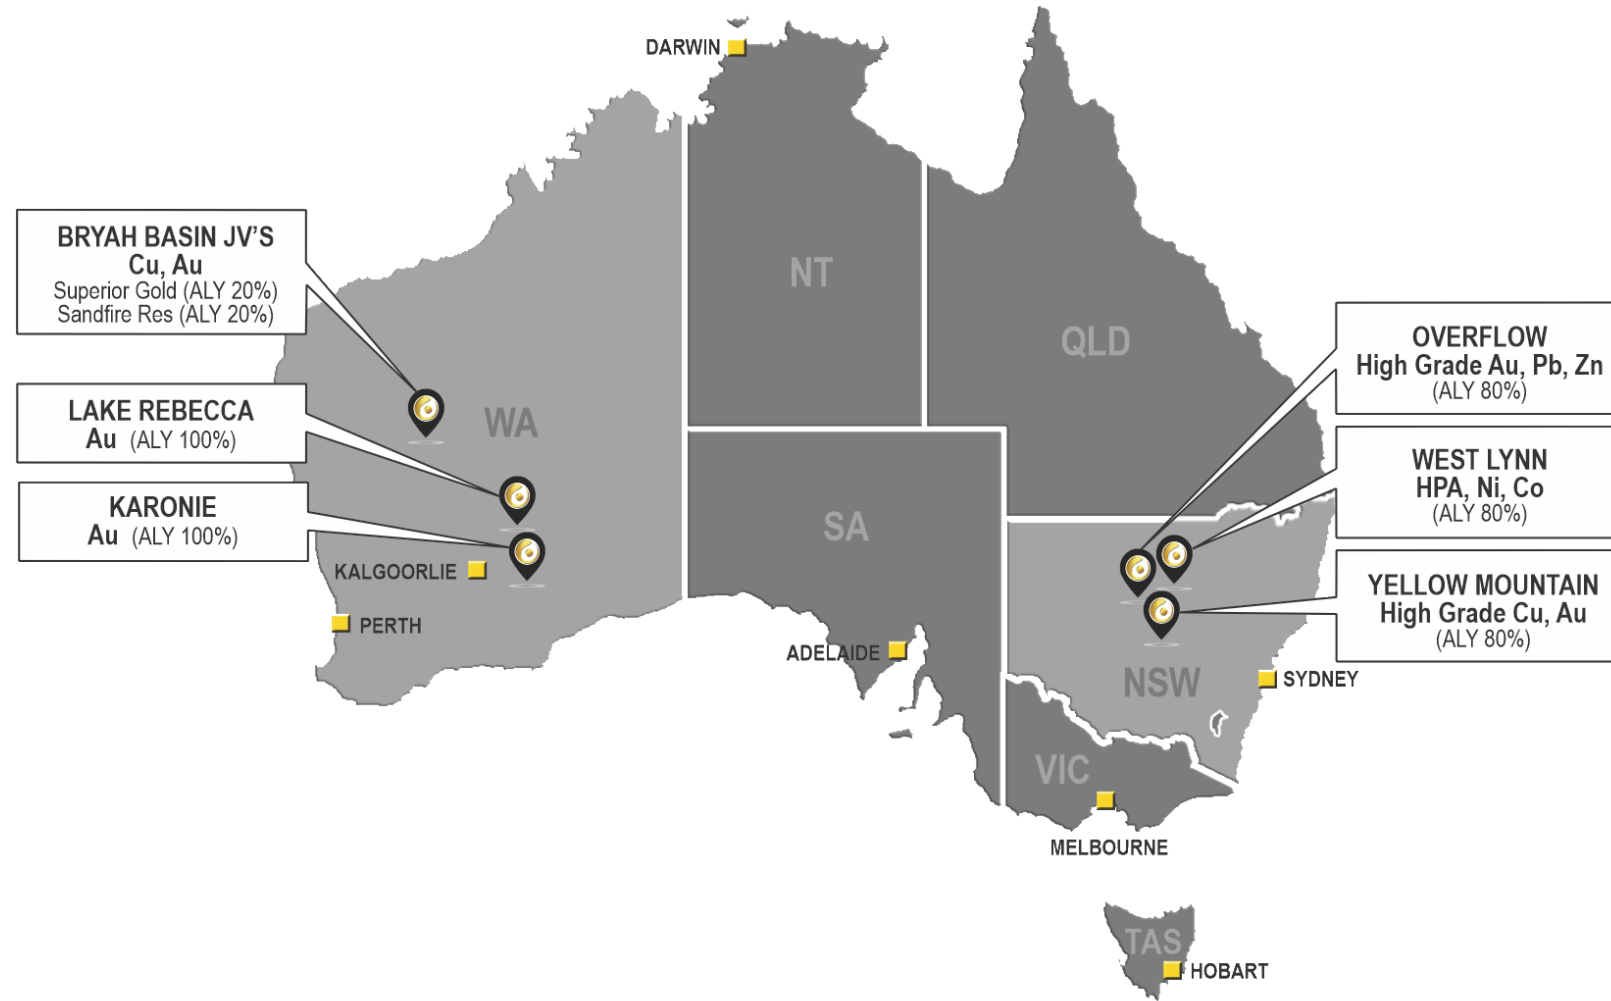 DARWIN
BRYAH BASIN JV'S
Cu, Au
Superior Gold (ALY 20%)
Sandfire Res (ALY 20%)
NT
QLD
OVERFLOW
High Grade Au, Pb, Zn
(ALY 80%)
LAKE REBECCA
Au (ALY 100%)
WA
WEST LYNN
HPA, Ni, Co
(ALY 80%)
KARONIE
Au (ALY 100%)
SA
KALGOORLIE
PERTH
YELLOW MOUNTAIN
High Grade Cu, Au
(ALY 80%)
ADELAIDE
NSW
SYDNEY
VIC
MELBOURNE
TAS
HOBART